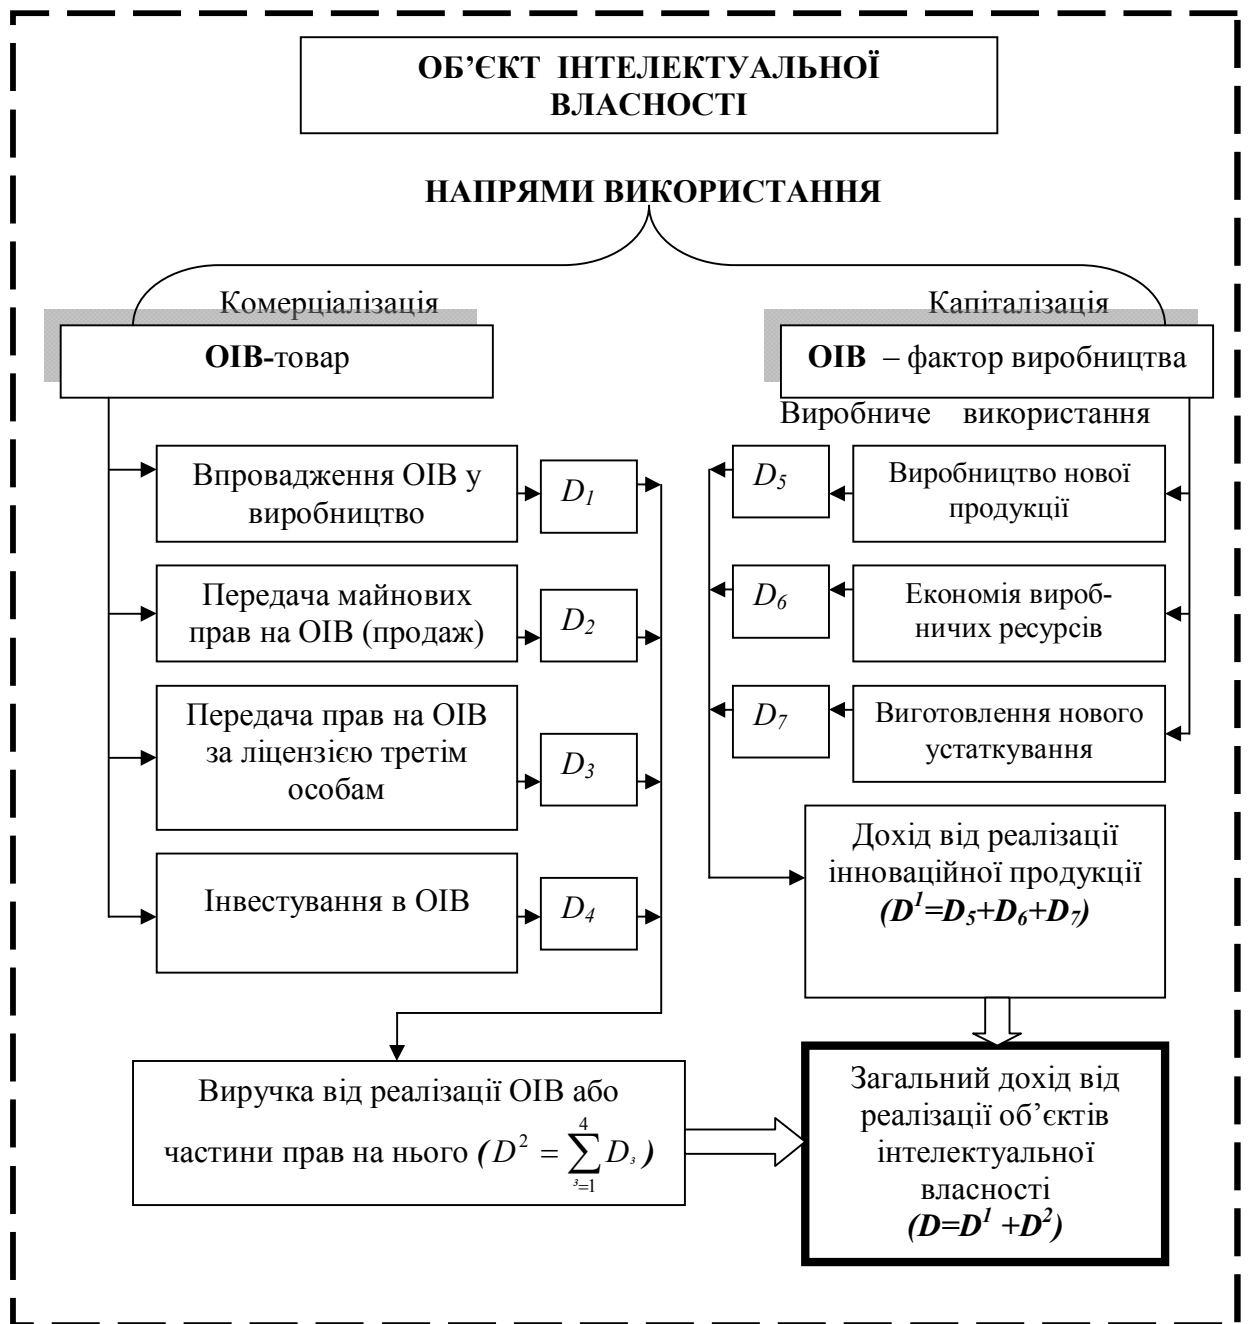 ОБ’ЄКТ ІНТЕЛЕКТУАЛЬНОЇ
ВЛАСНОСТІ
НАПРЯМИ ВИКОРИСТАННЯ
Комерціалізація
ОІВ-товар
Впровадження ОІВ у
виробництво
D1
Передача майнових
прав на ОІВ (продаж)
D2
Передача прав на ОІВ
за ліцензією третім
особам
D3
Інвестування в ОІВ
D4
Виручка від реалізації ОІВ або
частини прав на нього (D² = ∑ з=1 4 Dз)
Капіталізація
ОІВ – фактор виробництва
Виробниче використання
D5
Виробництво нової
продукції
D6
Економія вироб-
ничих ресурсів
D7
Виготовлення нового
устаткування
Дохід від реалізації
інноваційної продукції
(D¹=D5+D6+D7)
Загальний дохід від
реалізації об’єктів
інтелектуальної
власності
(D=D¹ +D²)